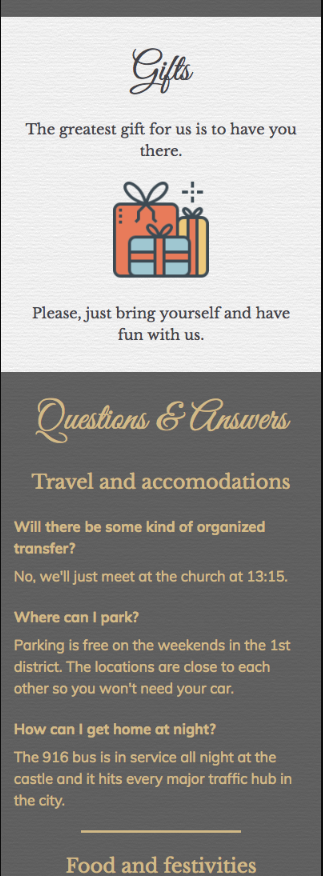 Gifts
The greatest gift for us is to have you
there.
Please, just bring yourself and have
fun with us.
Questions & Answers
Travel and accomodations
Will there be some kind of organized
transfer?
No, we'll just meet at the church at 13:15.
Where can I park?
Parking is free on the weekends in the 1st
district. The locations are close to each
other so you won't need your car.
How can I get home at night?
The 916 bus is in service all night at the
castle and it hits every major traffic hub in
the city.
Food and festivities